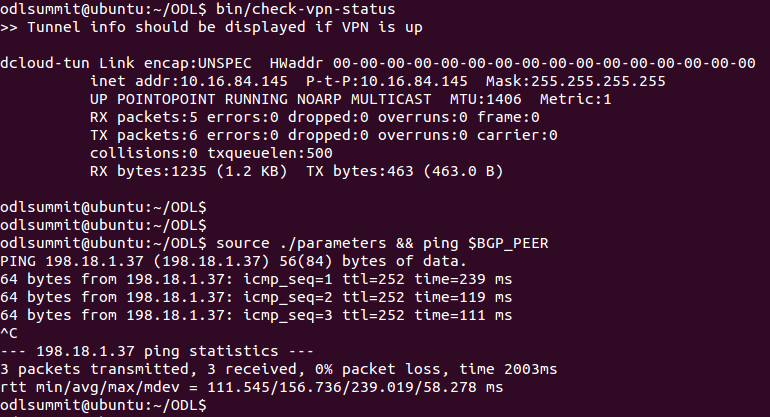 odlsummit@ubuntu:~/ODL$ bin/check-vpn-status
>> Tunnel info should be displayed if VPN is up
dcloud-tun Link encap:UNSPEC  HWaddr 00-00-00-00-00-00-00-00-00-00-00-00-00-00-00-00
          inet addr:10.16.84.145  P-t-P:10.16.84.145  Mask:255.255.255.255
          UP POINTOPOINT RUNNING NOARP MULTICAST  MTU:1406  Metric:1
          RX packets:5 errors:0 dropped:0 overruns:0 frame:0
          TX packets:6 errors:0 dropped:0 overruns:0 carrier:0
          collisions:0 txqueuelen:500
          RX bytes:1235 (1.2 KB)  TX bytes:463 (463.0 B)
odlsummit@ubuntu:~/ODL$
odlsummit@ubuntu:~/ODL$
odlsummit@ubuntu:~/ODL$ source ./parameters && ping $BGP_PEER
PING 198.18.1.37 (198.18.1.37) 56(84) bytes of data.
64 bytes from 198.18.1.37: icmp_seq=1 ttl=252 time=239 ms
64 bytes from 198.18.1.37: icmp_seq=2 ttl=252 time=119 ms
64 bytes from 198.18.1.37: icmp_seq=3 ttl=252 time=111 ms
^C
--- 198.18.1.37 ping statistics ---
3 packets transmitted, 3 received, 0% packet loss, time 2003ms
rtt min/avg/max/mdev = 111.545/156.736/239.019/58.278 ms
odlsummit@ubuntu:~/ODL$